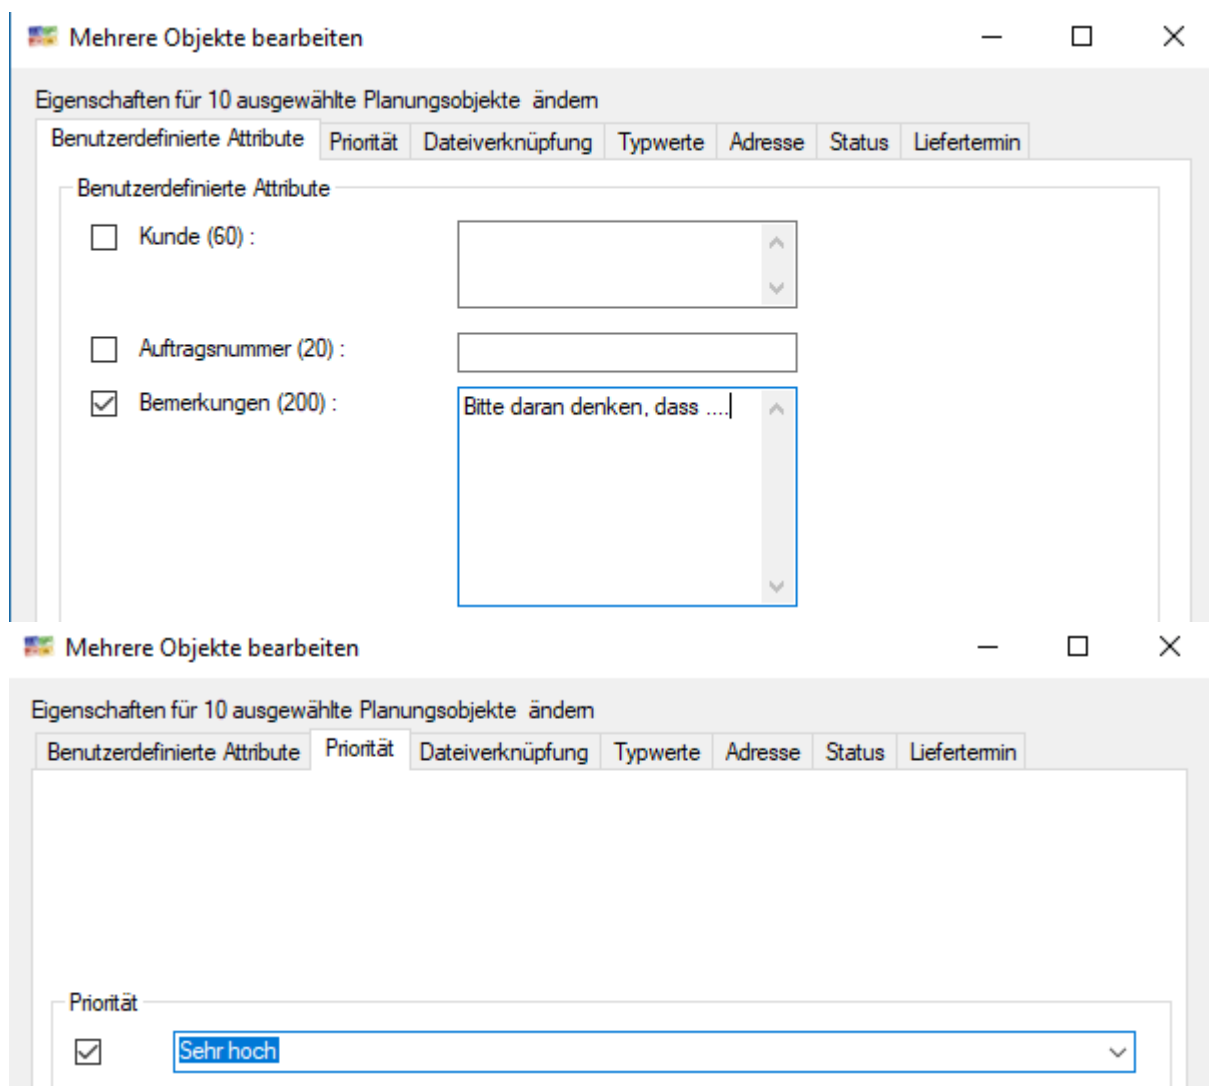 Mehrere Objekte bearbeiten
Eigenschaften für 10 ausgewählte Planungsobjekte ändern
Benutzerdefinierte Attribute Priorität Dateiverknüpfung Typwerte Adresse Status Liefertermin
Benutzerdefinierte Attribute
Kunde (60) :
Auftragsnummer (20) :
Bemerkungen (200) : Bitte daran denken, dass ....
Mehrere Objekte bearbeiten
Eigenschaften für 10 ausgewählte Planungsobjekte ändern
Benutzerdefinierte Attribute Priorität Dateiverknüpfung Typwerte Adresse Status Liefertermin
Priorität
Sehr hoch